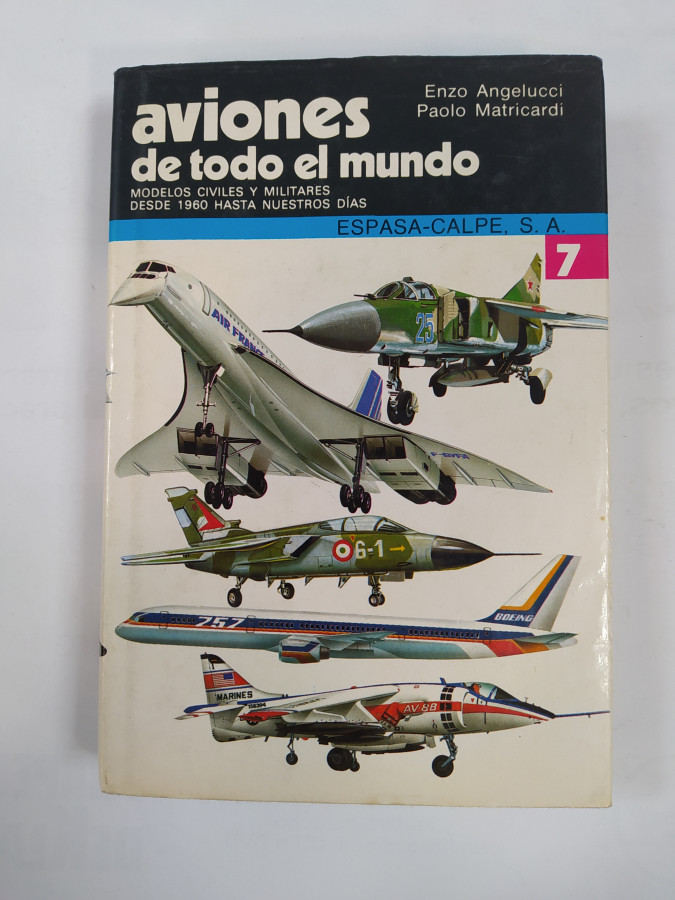 Enzo Angelucci
Paolo Matricardi
aviones
de todo el mundo
MODELOS CIVILES Y MILITARES
DESDE 1960 HASTA NUESTROS DÍAS
ESPASA-CALPE, S. A.
7
AIR FRANC
25
6-1
757
BOEING
MARINES
AV 8B